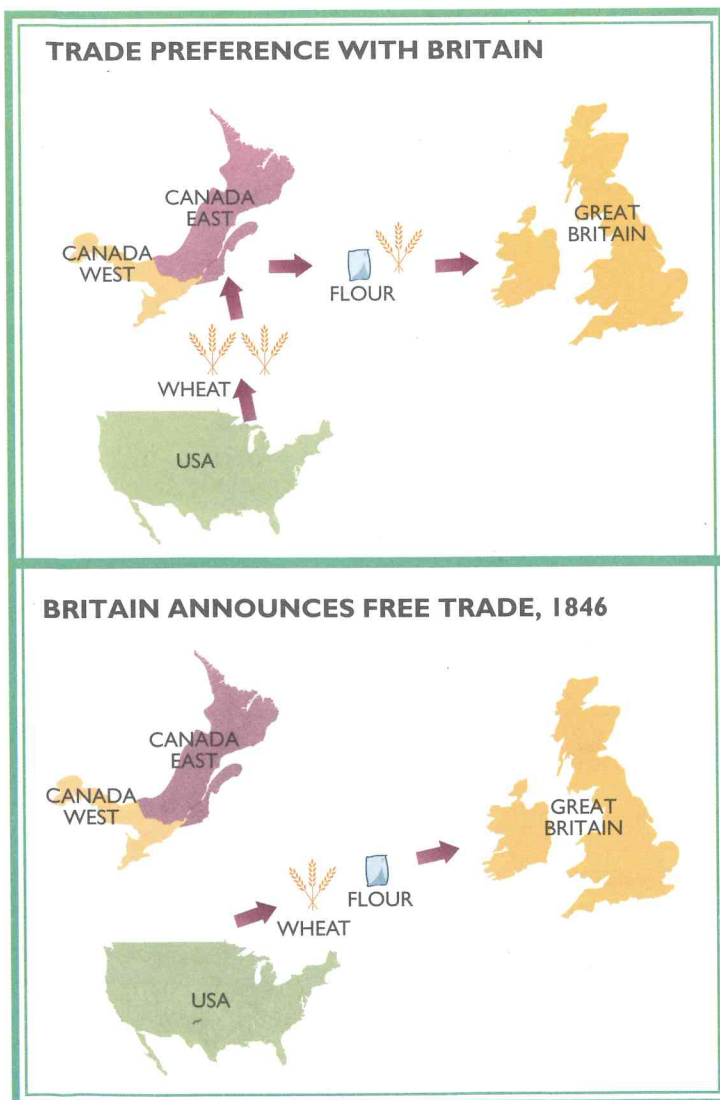 TRADE PREFERENCE WITH BRITAIN
CANADA
EAST
CANADA
WEST
GREAT
BRITAIN
FLOUR
WHEAT
USA
BRITAIN ANNOUNCES FREE TRADE, 1846
CANADA
EAST
CANADA
WEST
GREAT
BRITAIN
FLOUR
WHEAT
USA